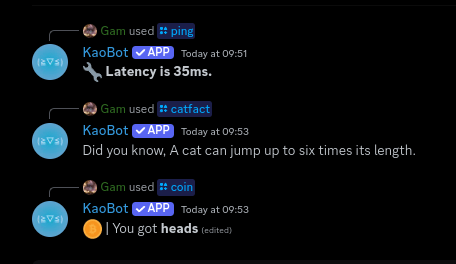 Gam used ping
KaoBot APP Today at 09:51
Latency is 35ms.
Gam used catfact
KaoBot APP Today at 09:53
Did you know, A cat can jump up to six times its length.
Gam used coin
KaoBot APP Today at 09:53
| You got heads (edited)